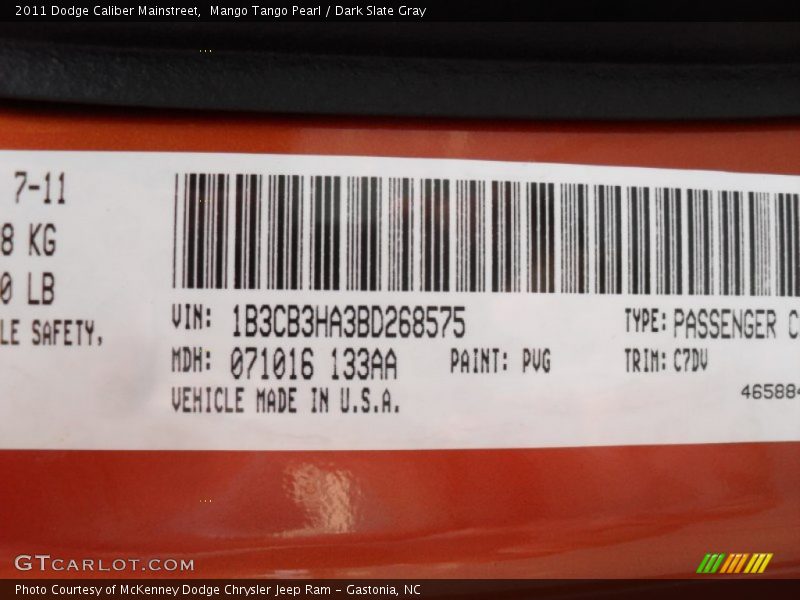 2011 Dodge Caliber Mainstreet, Mango Tango Pearl / Dark Slate Gray
7-11
8 KG
0 LB
LE SAFETY,
VIN: 1B3CB3HA3BD268575
TYPE: PASSENGER C
MDH: 071016 133AA
PAINT: PVG
TRIM: C7DV
VEHICLE MADE IN U.S.A.
46588
GTCARLOT.COM
Photo Courtesy of McKenney Dodge Chrysler Jeep Ram - Gastonia, NC